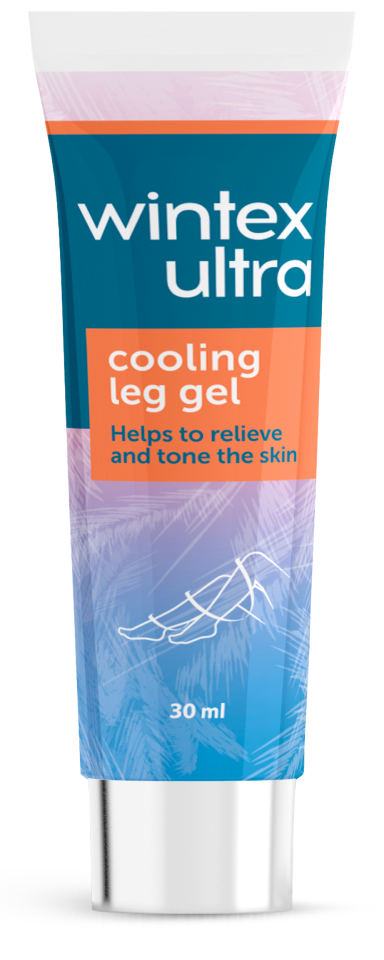 wintex
ultra
cooling
leg gel
Helps to relieve
and tone the skin
30 ml